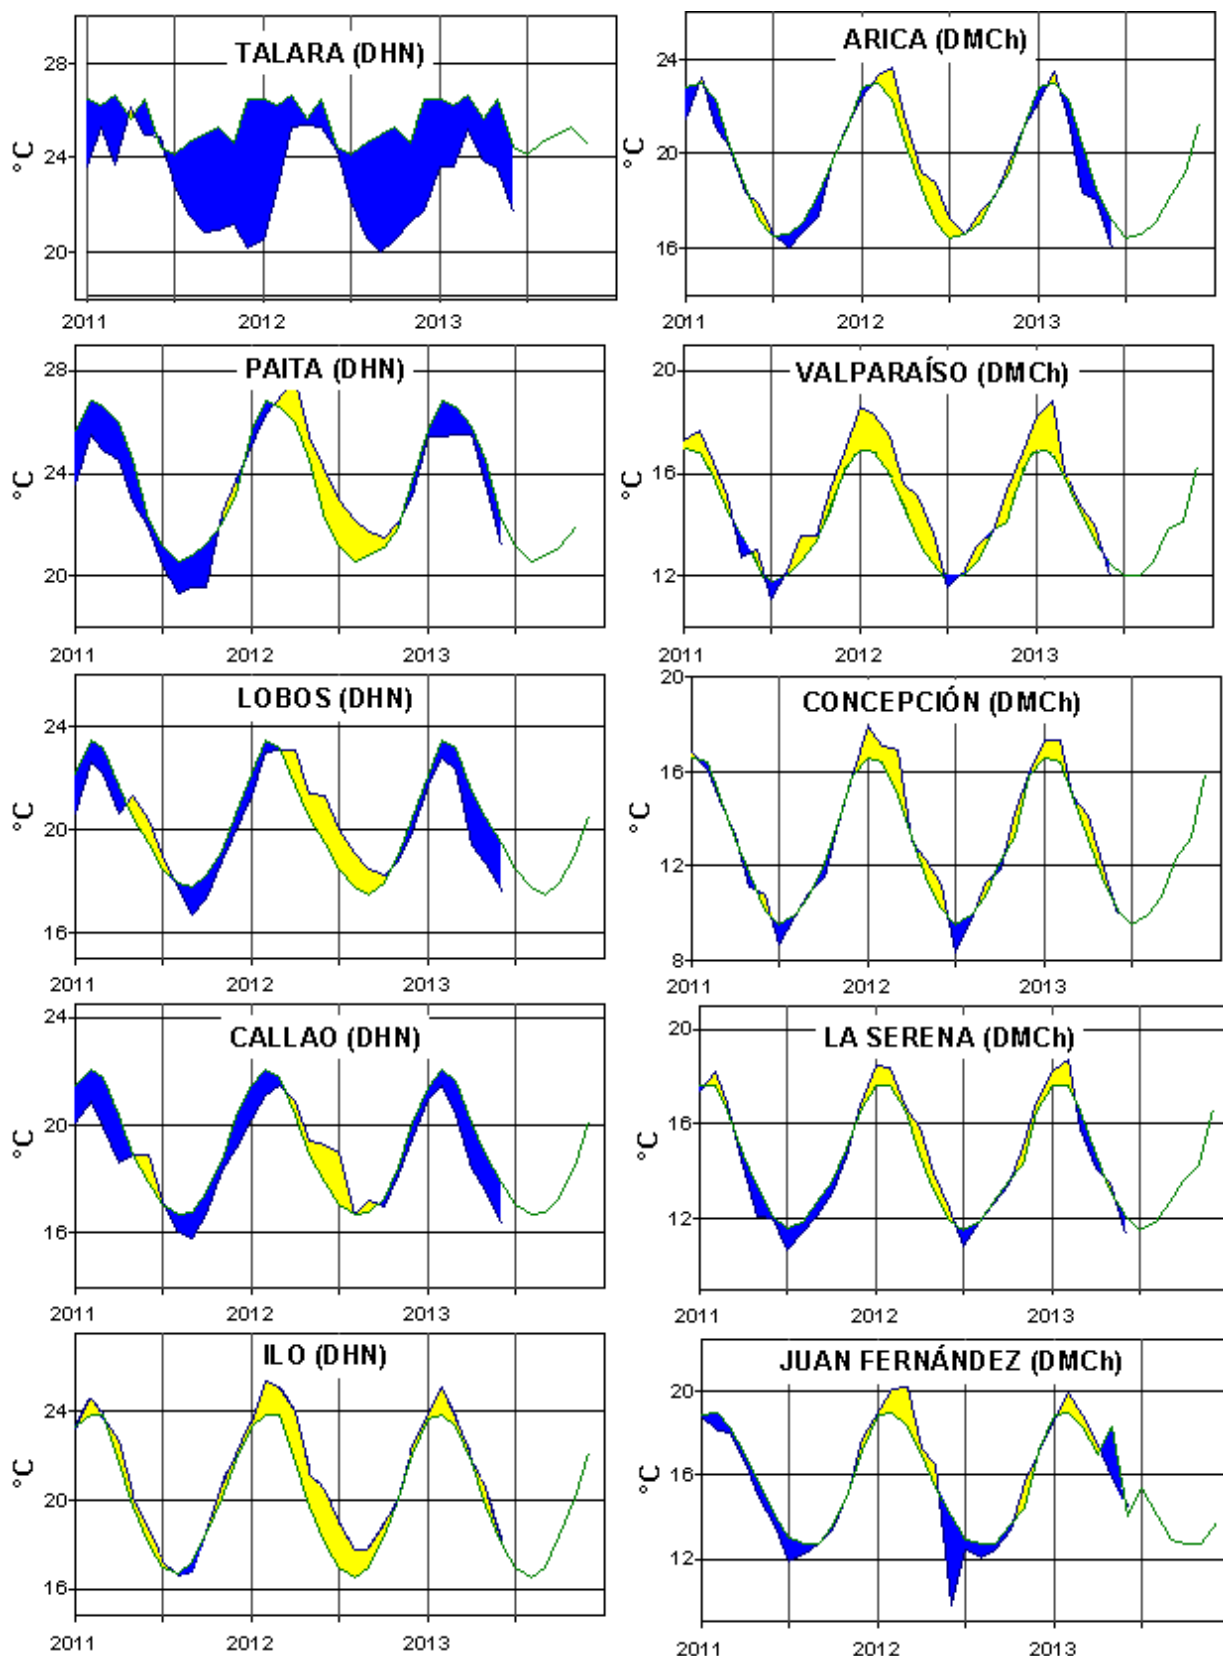 TALARA (DHN)
28
24
20
°C
2011 2012 2013
ARICA (DMCh)
24
20
16
°C
2011 2012 2013
PAITA (DHN)
28
24
20
°C
2011 2012 2013
VALPARAÍSO (DMCh)
20
16
12
°C
2011 2012 2013
LOBOS (DHN)
24
20
16
°C
2011 2012 2013
CONCEPCIÓN (DMCh)
20
16
12
8
°C
2011 2012 2013
CALLAO (DHN)
24
20
16
°C
2011 2012 2013
LA SERENA (DMCh)
20
16
12
°C
2011 2012 2013
ILO (DHN)
24
20
16
°C
2011 2012 2013
JUAN FERNÁNDEZ (DMCh)
20
16
12
°C
2011 2012 2013